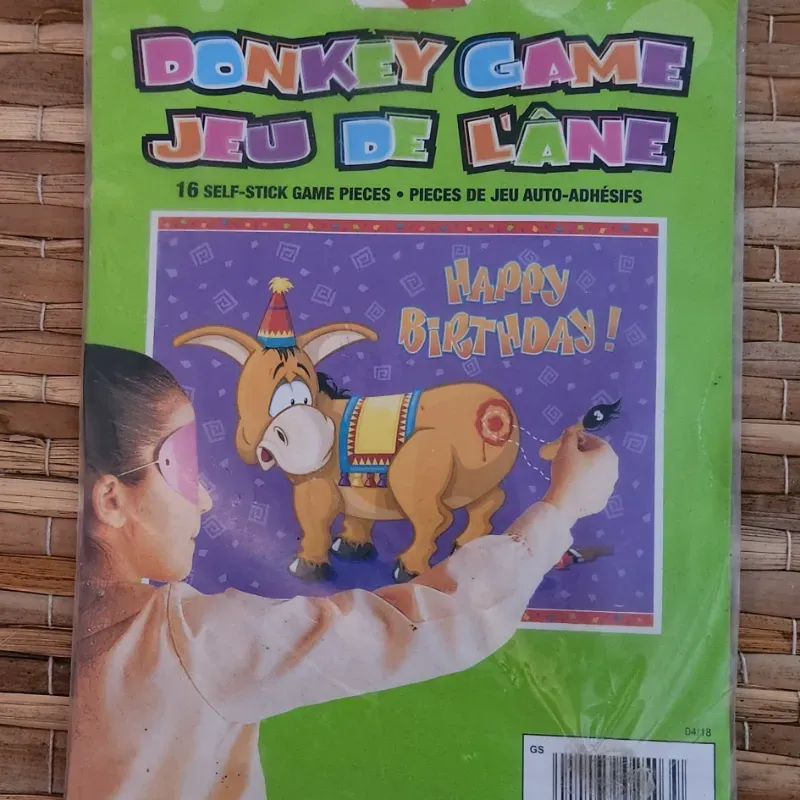 DONKEY GAME
JEU DE L'ÂNE
16 SELF-STICK GAME PIECES • PIECES DE JEU AUTO-ADHÉSIFS
HAPPY
BIRTHDAY!
3
04/18
GS